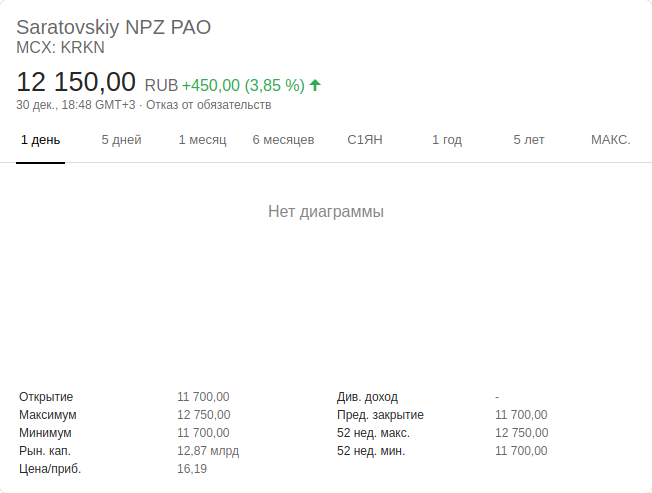 Saratovskiy NPZ PAO
MCX: KRKN
12 150,00 RUB +450,00 (3,85 %)
30 дек., 18:48 GMT+3 · Отказ от обязательств
1 день 5 дней 1 месяц 6 месяцев С1ЯН 1 год 5 лет МАКС.
Нет диаграммы
Открытие 11 700,00 Див. доход -
Максимум 12 750,00 Пред. закрытие 11 700,00
Минимум 11 700,00 52 нед. макс. 12 750,00
Рын. кап. 12,87 млрд 52 нед. мин. 11 700,00
Цена/приб. 16,19